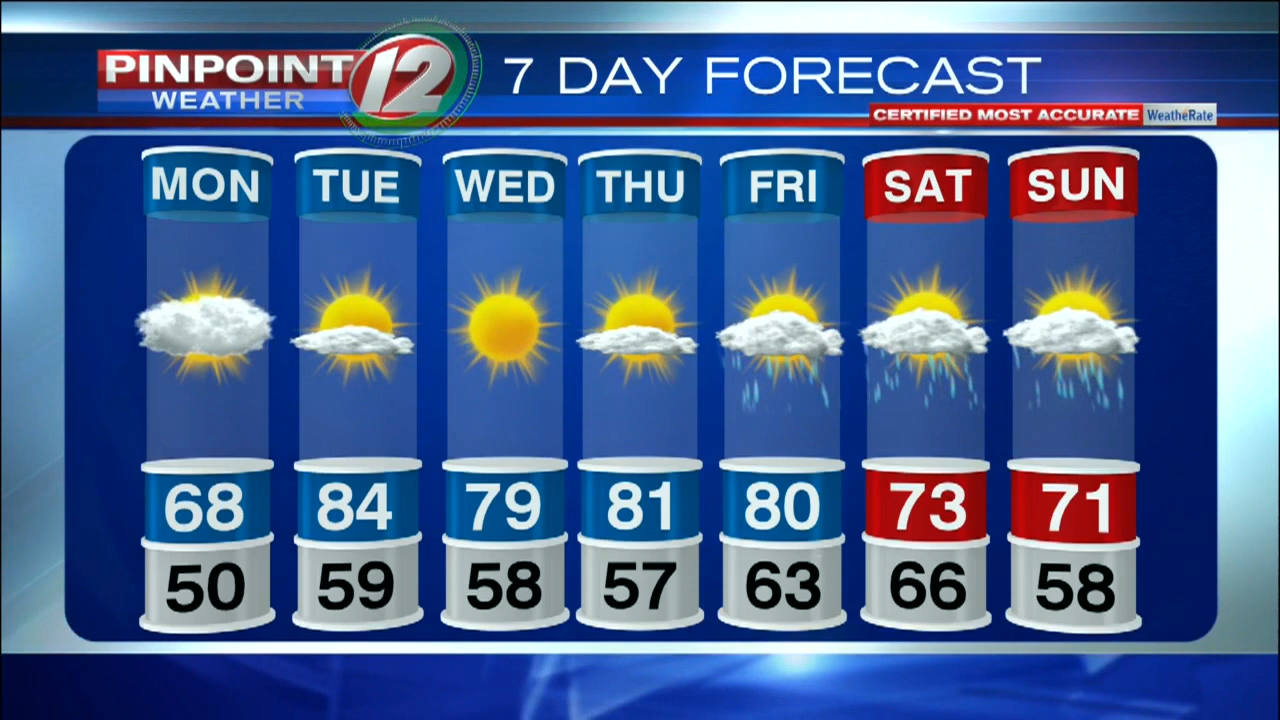 PINPOINT 12
WEATHER
7 DAY FORECAST
CERTIFIED MOST ACCURATE WeatheRate
MON TUE WED THU FRI SAT SUN
68 84 79 81 80 73 71
50 59 58 57 63 66 58